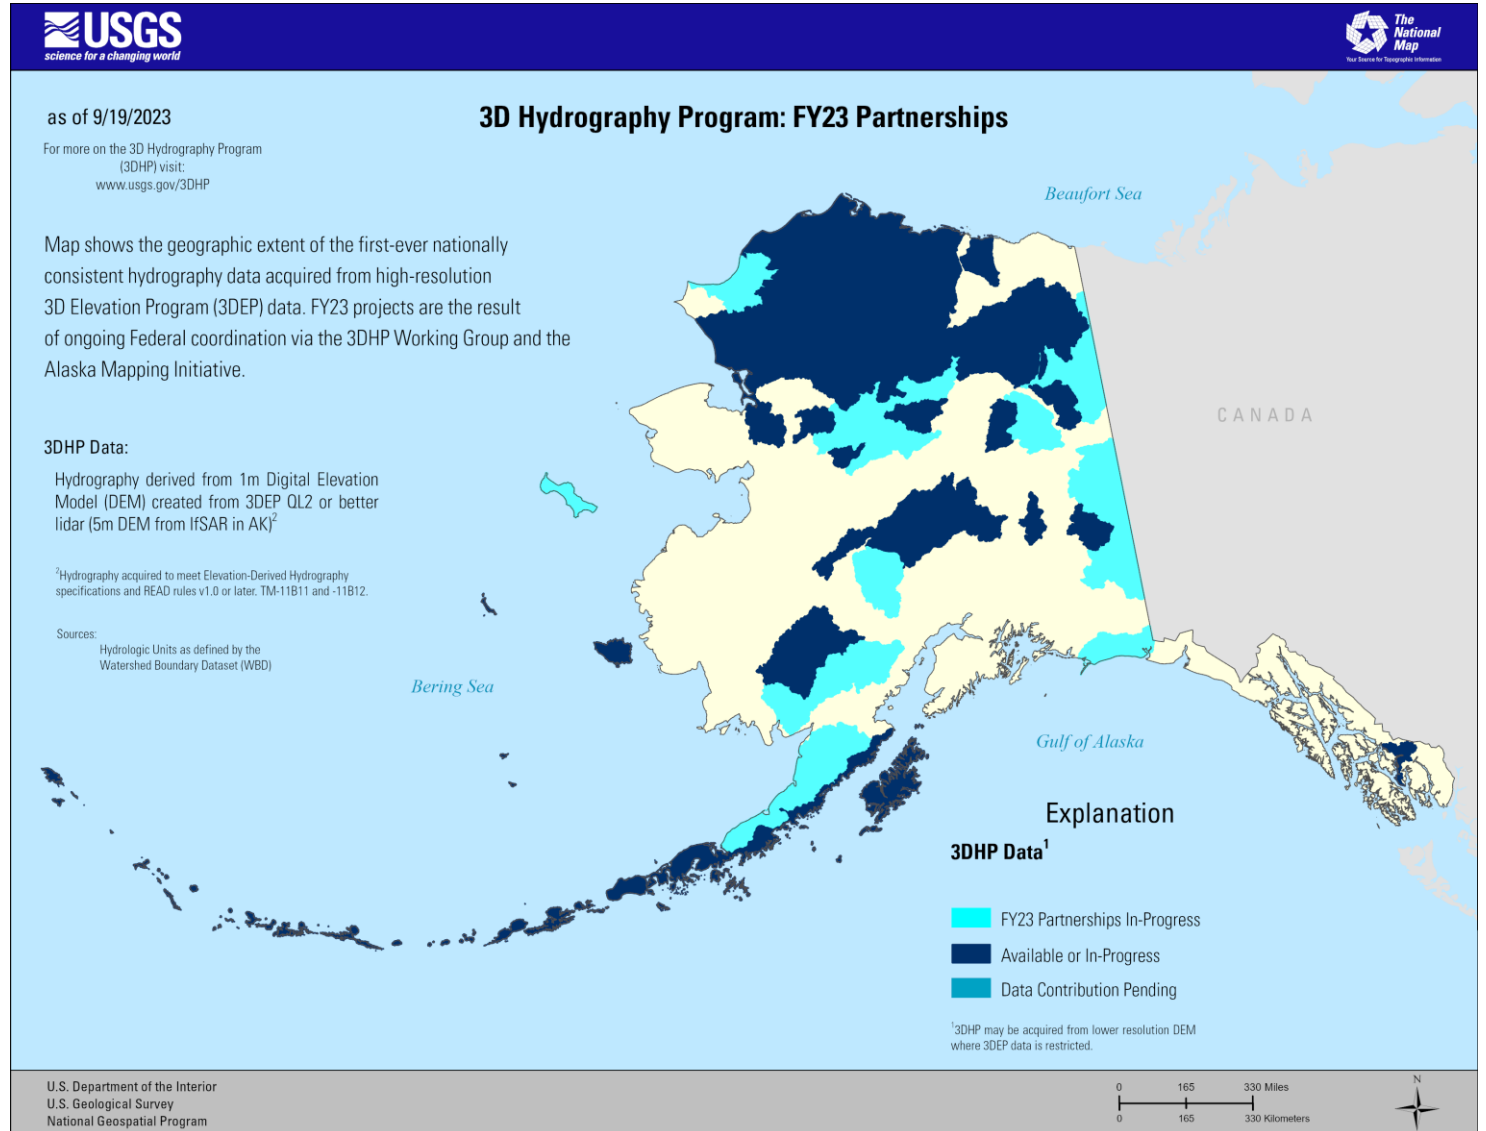 USGS
science for a changing world
The
National
Map
Your Source for Topographic Information
as of 9/19/2023
3D Hydrography Program: FY23 Partnerships
For more on the 3D Hydrography Program
(3DHP) visit:
www.usgs.gov/3DHP
Beaufort Sea
Map shows the geographic extent of the first-ever nationally
consistent hydrography data acquired from high-resolution
3D Elevation Program (3DEP) data. FY23 projects are the result
of ongoing Federal coordination via the 3DHP Working Group and the
Alaska Mapping Initiative.
CANADA
3DHP Data:
Hydrography derived from 1m Digital Elevation
Model (DEM) created from 3DEP QL2 or better
lidar (5m DEM from IfSAR in AK)2
2Hydrography acquired to meet Elevation-Derived Hydrography
specifications and READ rules v1.0 or later. TM-11B11 and -11B12.
Sources:
Hydrologic Units as defined by the
Watershed Boundary Dataset (WBD)
Bering Sea
Gulf of Alaska
Explanation
3DHP Data1
FY23 Partnerships In-Progress
Available or In-Progress
Data Contribution Pending
13DHP may be acquired from lower resolution DEM
where 3DEP data is restricted.
U.S. Department of the Interior
U.S. Geological Survey
National Geospatial Program
0 165 330 Miles
0 165 330 Kilometers
N